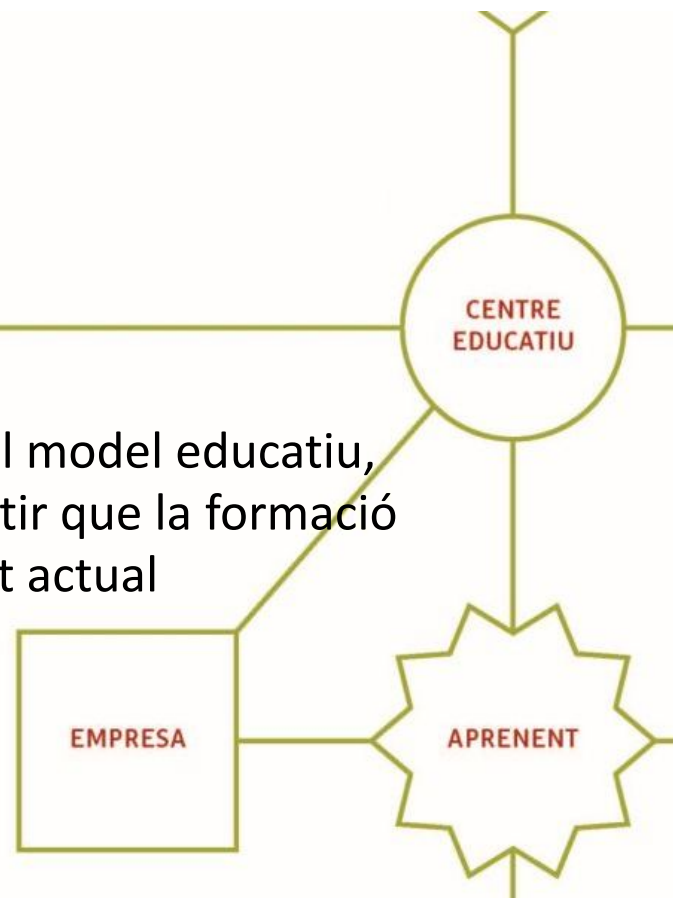 CENTRE
EDUCATIU
l model educatiu,
tir que la formació
t actual
EMPRESA
APRENENT